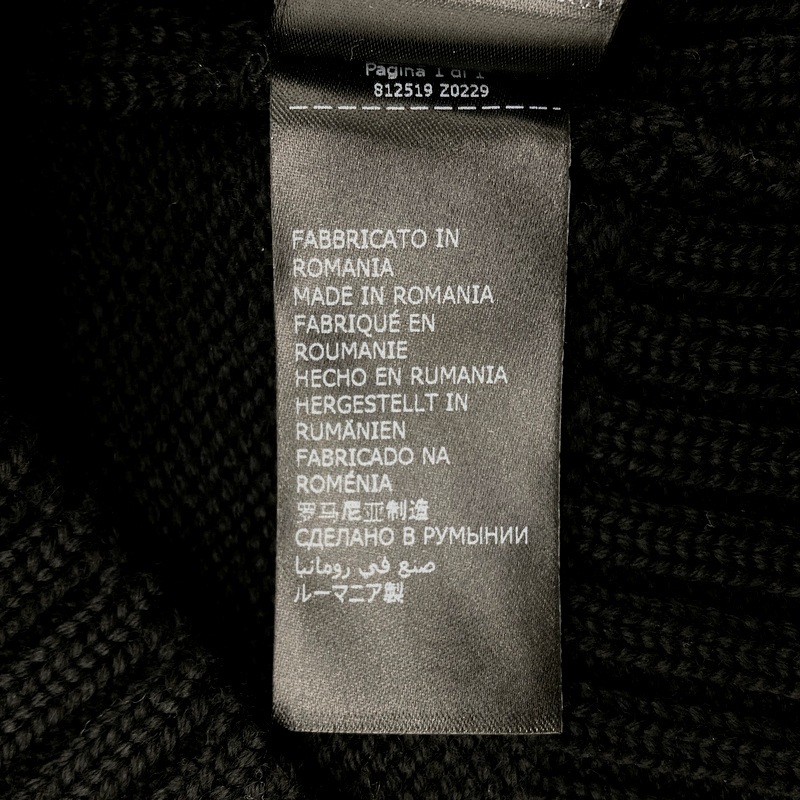 Pagina 1 di 1
812519 Z0229
FABBRICATO IN
ROMANIA
MADE IN ROMANIA
FABRIQUÉ EN
ROUMANIE
HECHO EN RUMANIA
HERGESTELLT IN
RUMÄNIEN
FABRICADO NA
ROMÉNIA
罗马尼亚制造
СДЕЛАНО В РУМЫНИИ
صنع في رومانيا
ルーマニア製